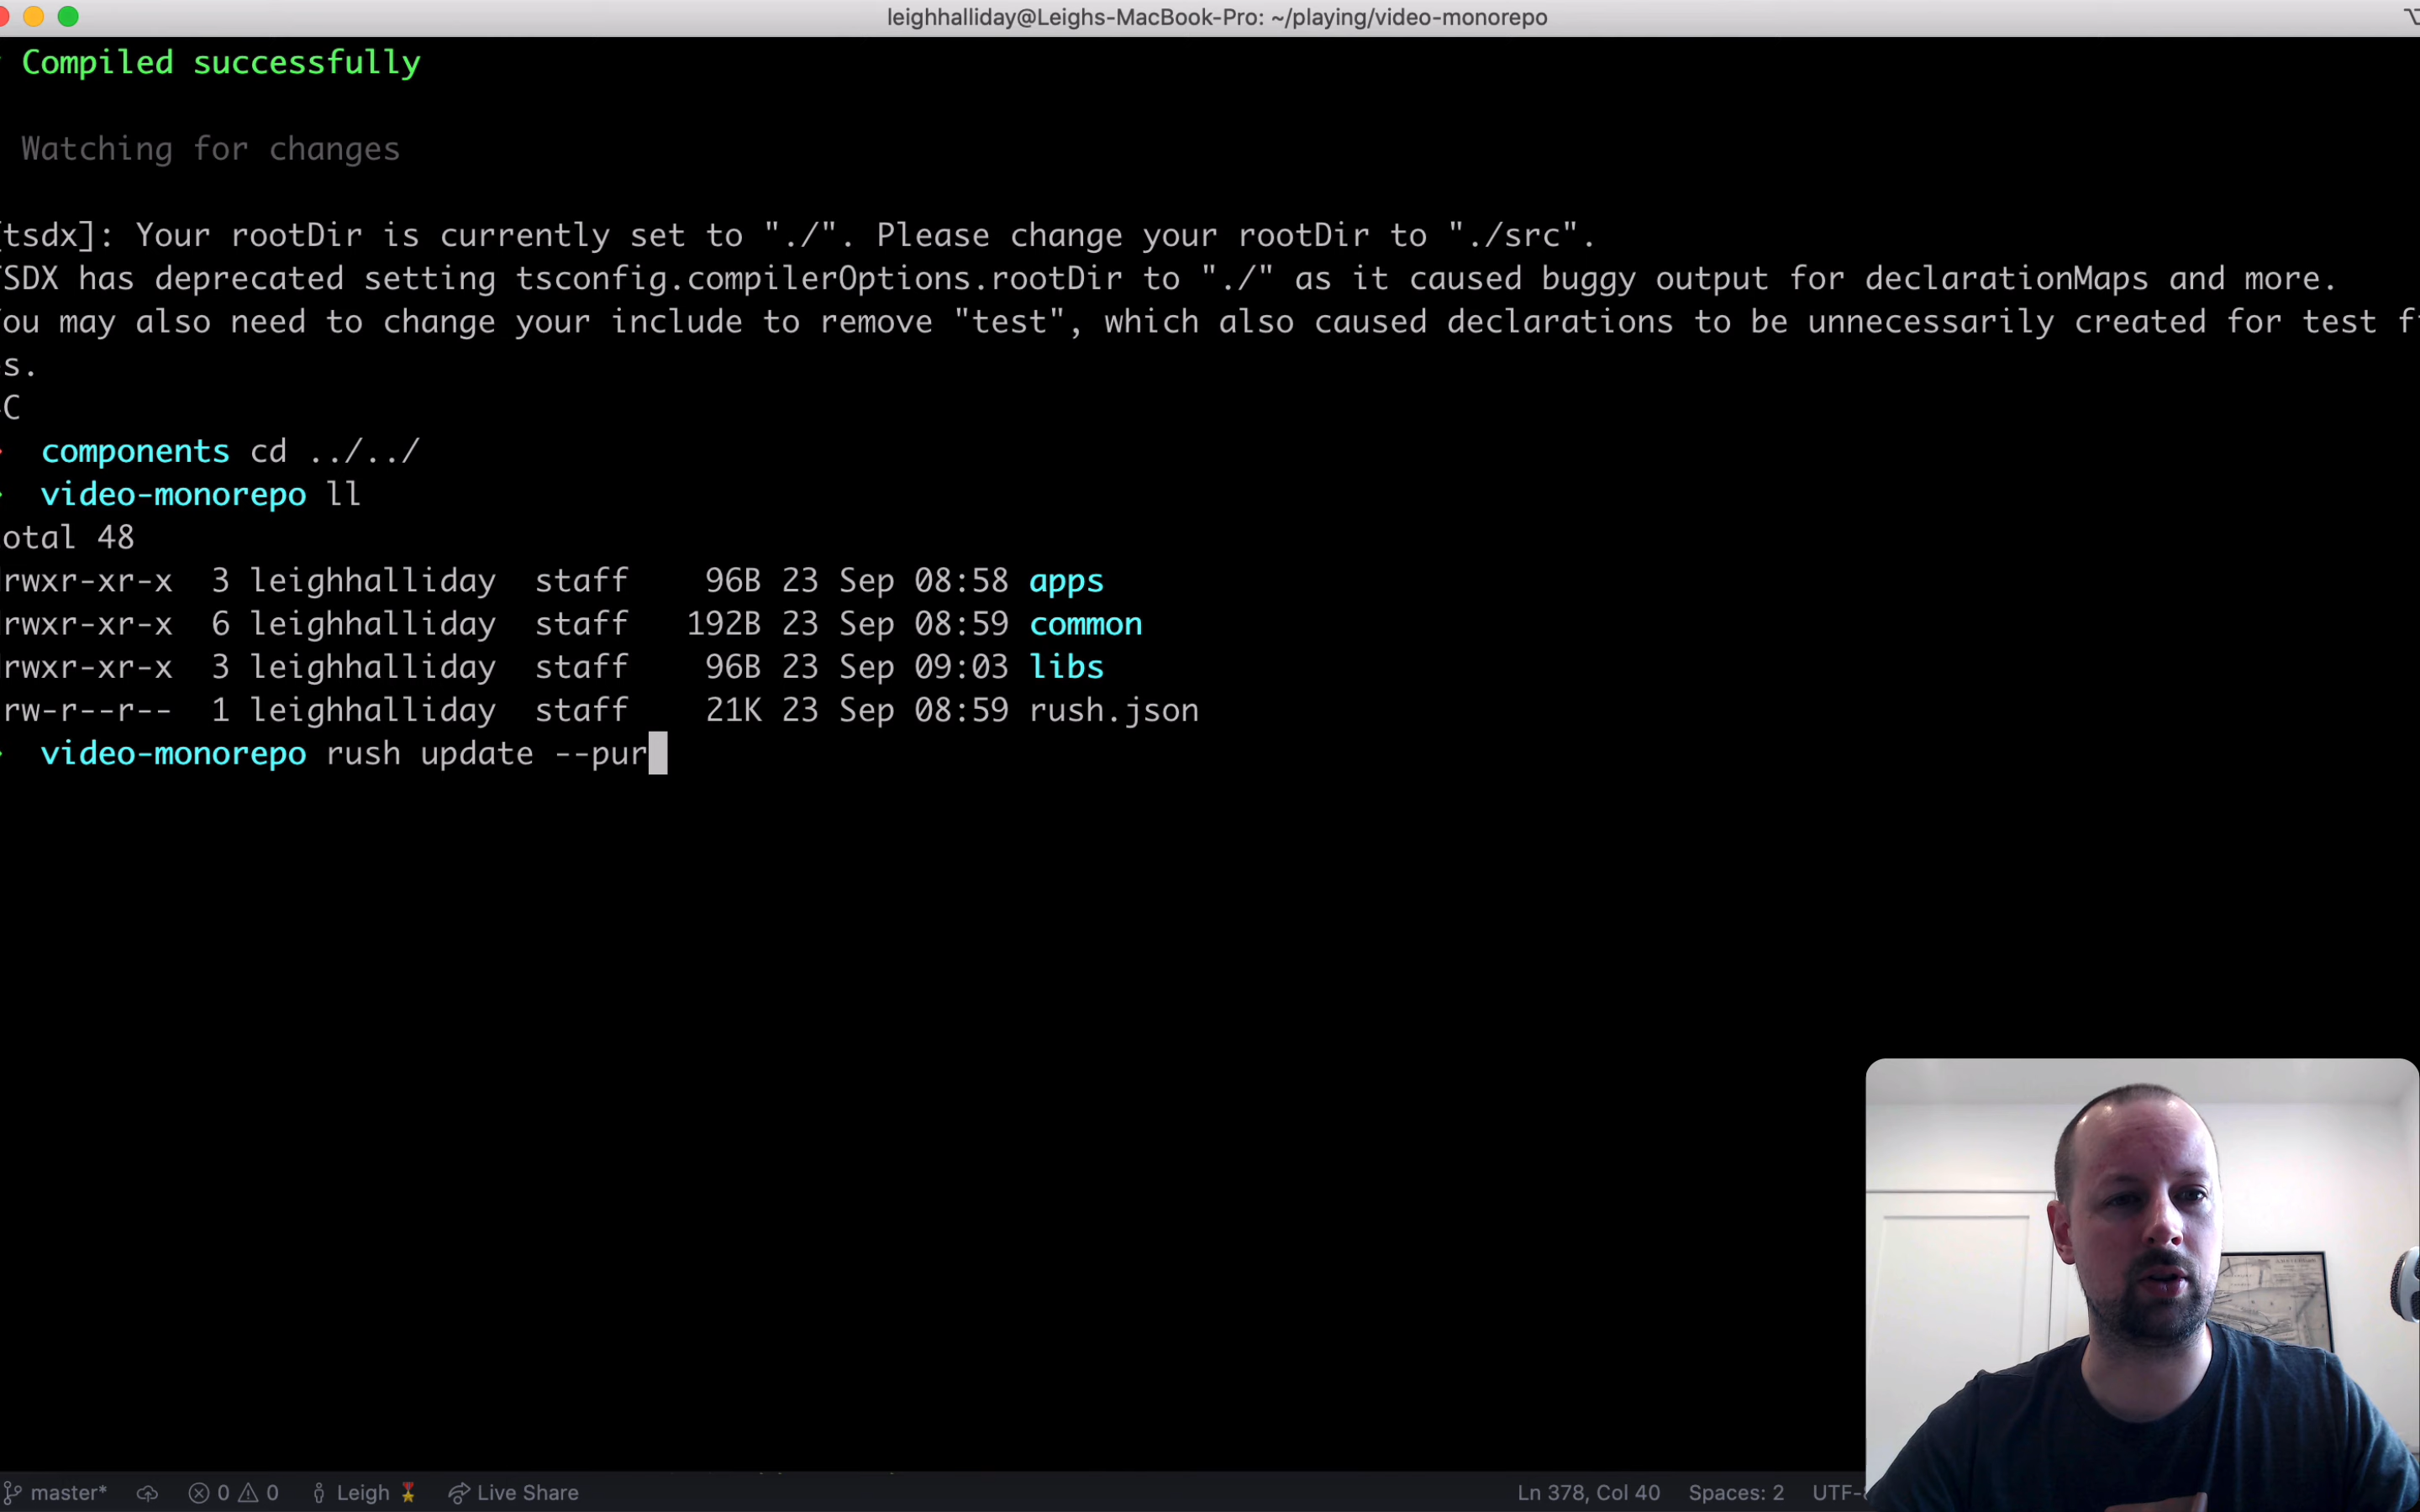 leighhalliday@Leighs-MacBook-Pro: ~/playing/video-monorepo
Compiled successfully
Watching for changes
[tsdx]: Your rootDir is currently set to "./". Please change your rootDir to "./src".
TSDX has deprecated setting tsconfig.compilerOptions.rootDir to "./" as it caused buggy output for declarationMaps and more.
You may also need to change your include to remove "test", which also caused declarations to be unnecessarily created for test fi
s.
C
components cd ../../
video-monorepo ll
total 48
drwxr-xr-x 3 leighhalliday staff 96B 23 Sep 08:58 apps
drwxr-xr-x 6 leighhalliday staff 192B 23 Sep 08:59 common
drwxr-xr-x 3 leighhalliday staff 96B 23 Sep 09:03 libs
rw-r--r-- 1 leighhalliday staff 21K 23 Sep 08:59 rush.json
video-monorepo rush update --pur
master* 0 0 Leigh Live Share Ln 378, Col 40 Spaces: 2 UTF-